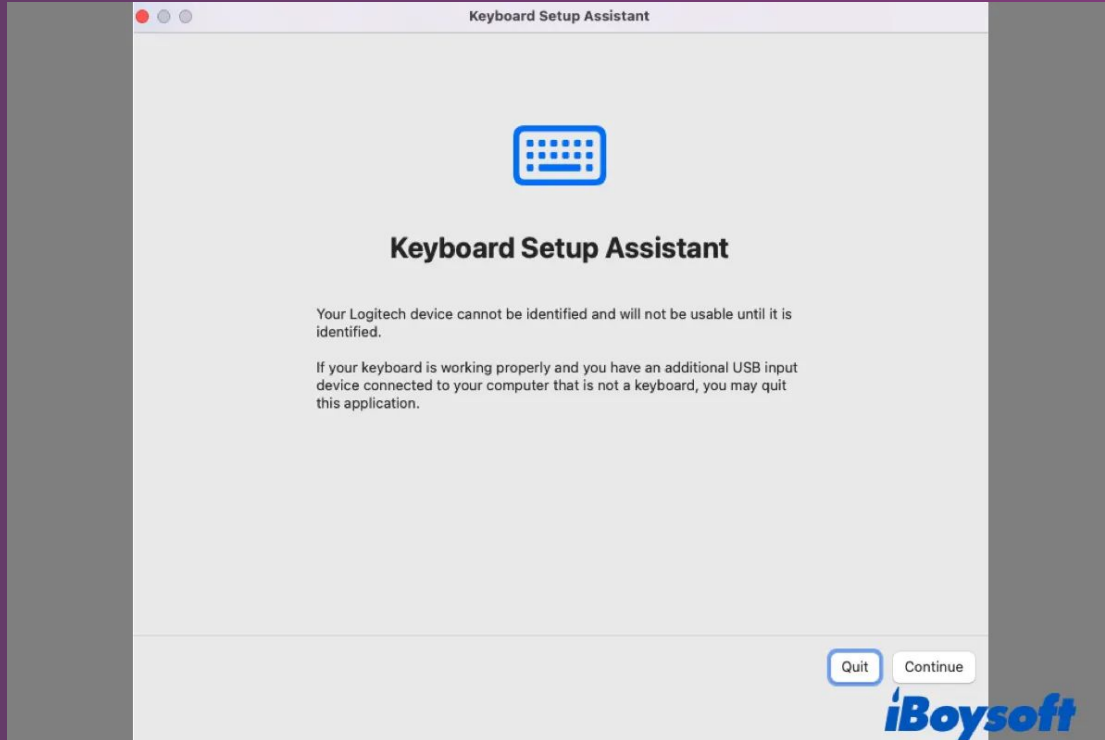 Keyboard Setup Assistant
Keyboard Setup Assistant
Your Logitech device cannot be identified and will not be usable until it is
identified.
If your keyboard is working properly and you have an additional USB input
device connected to your computer that is not a keyboard, you may quit
this application.
Quit Continue
iBoysoft